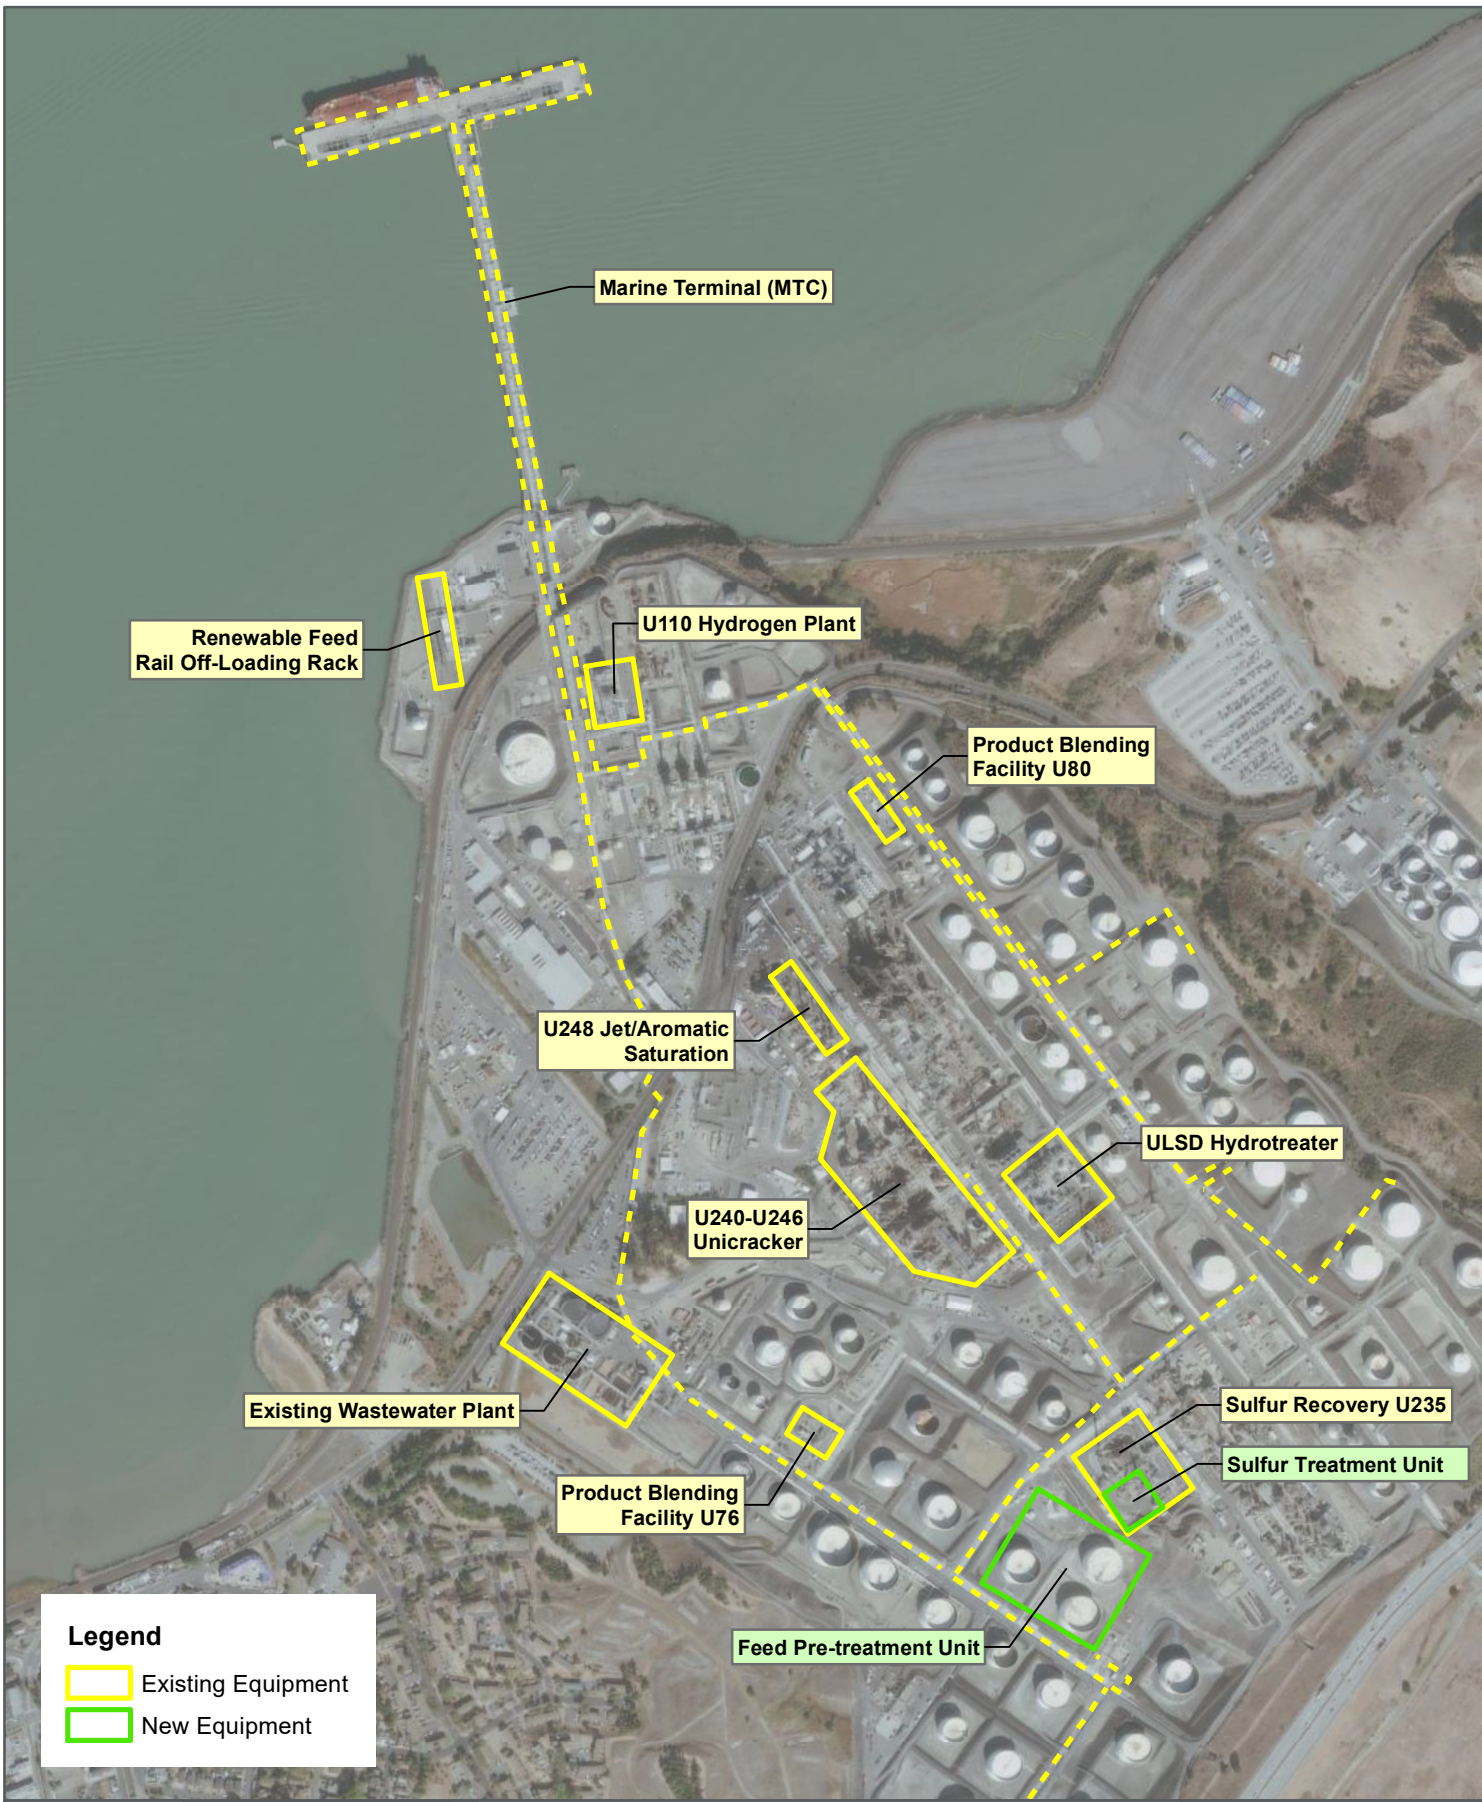 Marine Terminal (MTC)
Renewable Feed
Rail Off-Loading Rack
U110 Hydrogen Plant
Product Blending
Facility U80
U248 Jet/Aromatic
Saturation
ULSD Hydrotreater
U240-U246
Unicracker
Existing Wastewater Plant
Sulfur Recovery U235
Sulfur Treatment Unit
Product Blending
Facility U76
Feed Pre-treatment Unit
Legend
Existing Equipment
New Equipment